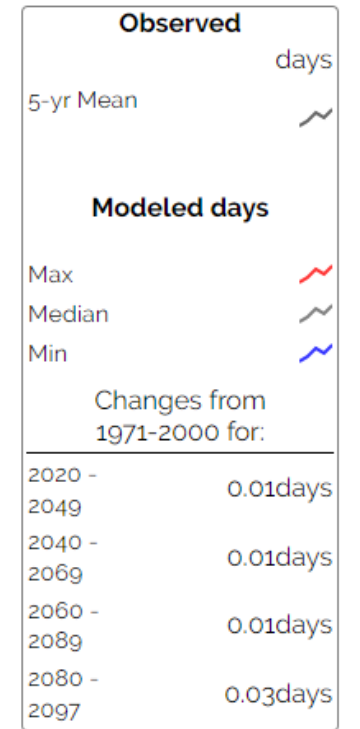 Observed
days
5-yr Mean
Modeled days
Max
Median
Min
Changes from
1971-2000 for:
2020 -
2049
0.01days
2040 -
2069
0.01days
2060 -
2089
0.01days
2080 -
2097
0.03days